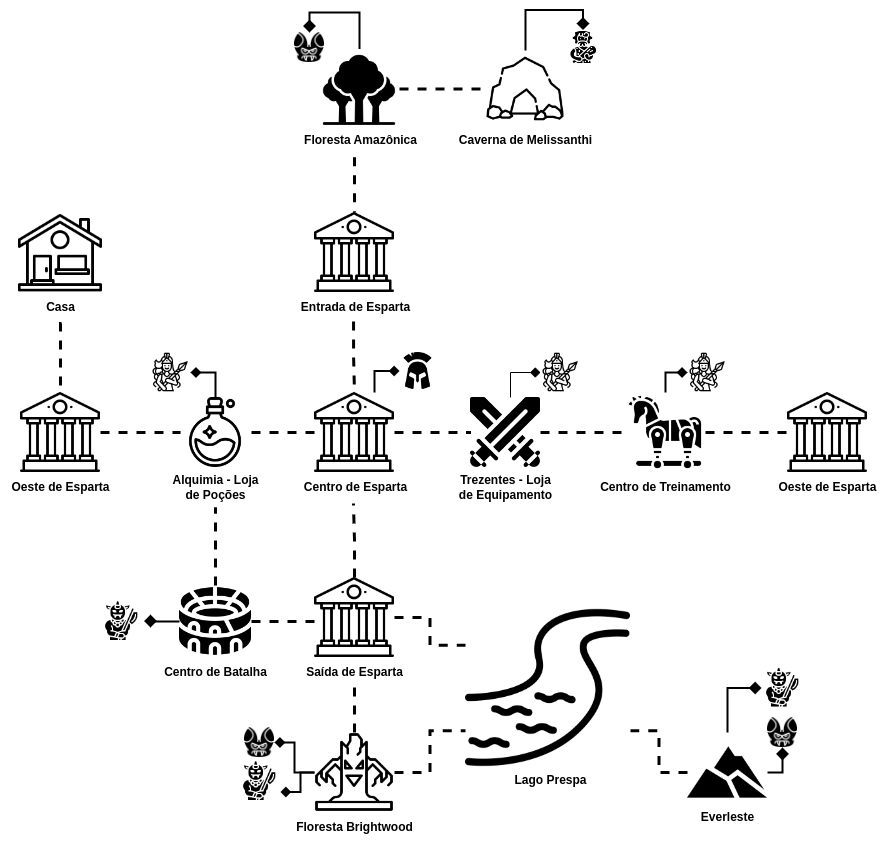 Floresta Amazônica
Caverna de Melissanthi
Casa
Entrada de Esparta
Oeste de Esparta
Alquimia - Loja
de Poções
Centro de Esparta
Trezentes - Loja
de Equipamento
Centro de Treinamento
Oeste de Esparta
Centro de Batalha
Saída de Esparta
Lago Prespa
Floresta Brightwood
Everleste